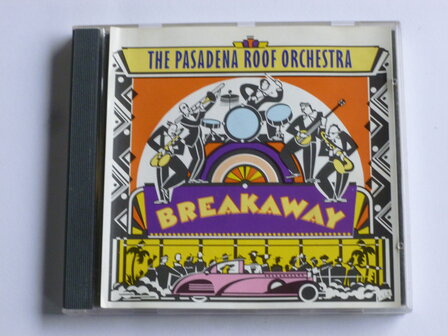 THE PASADENA ROOF ORCHESTRA
BREAKAWAY